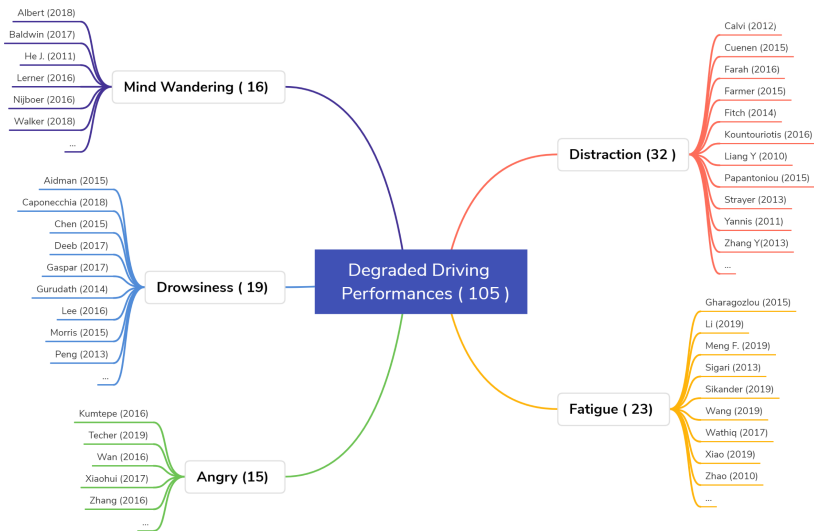 Albert (2018)
Baldwin (2017)
He J. (2011)
Lerner (2016)
Nijboer (2016)
Walker (2018)
...
Mind Wandering ( 16)
Aidman (2015)
Caponecchia (2018)
Chen (2015)
Deeb (2017)
Gaspar (2017)
Gurudath (2014)
Lee (2016)
Morris (2015)
Peng (2013)
...
Drowsiness ( 19)
Kumtepe (2016)
Techer (2019)
Wan (2016)
Xiaohui (2017)
Zhang (2016)
...
Angry (15)
Degraded Driving
Performances ( 105 )
Calvi (2012)
Cuenen (2015)
Farah (2016)
Farmer (2015)
Fitch (2014)
Kountouriotis (2016)
Liang Y (2010)
Papantoniou (2015)
Strayer (2013)
Yannis (2011)
Zhang Y(2013)
...
Distraction (32 )
Gharagozlou (2015)
Li (2019)
Meng F. (2019)
Sigari (2013)
Sikander (2019)
Wang (2019)
Wathiq (2017)
Xiao (2019)
Zhao (2010)
...
Fatigue ( 23)